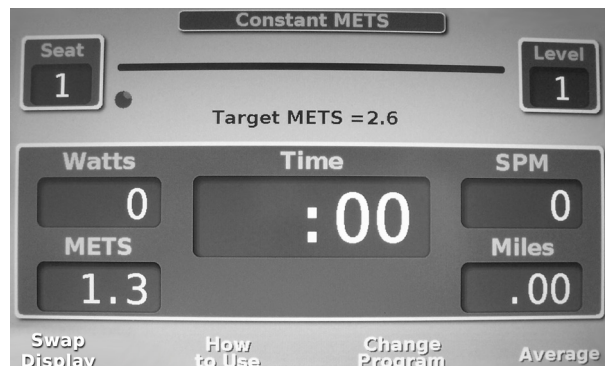 Constant METS
Seat
1
Level
1
Target METS =2.6
Watts
0
Time
:00
SPM
0
METS
1.3
Miles
.00
Swap
Display
How
to Use
Change
Program
Average